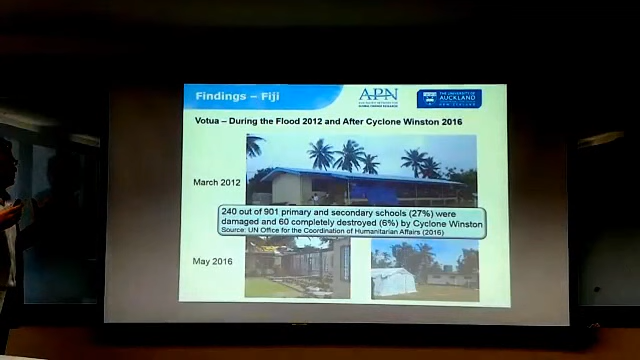 Findings – Fiji
APN
THE UNIVERSITY OF
AUCKLAND
NEW ZEALAND
Votua – During the Flood 2012 and After Cyclone Winston 2016
March 2012
240 out of 901 primary and secondary schools (27%) were
damaged and 60 completely destroyed (6%) by Cyclone Winston
Source: UN Office for the Coordination of Humanitarian Affairs (2016)
May 2016